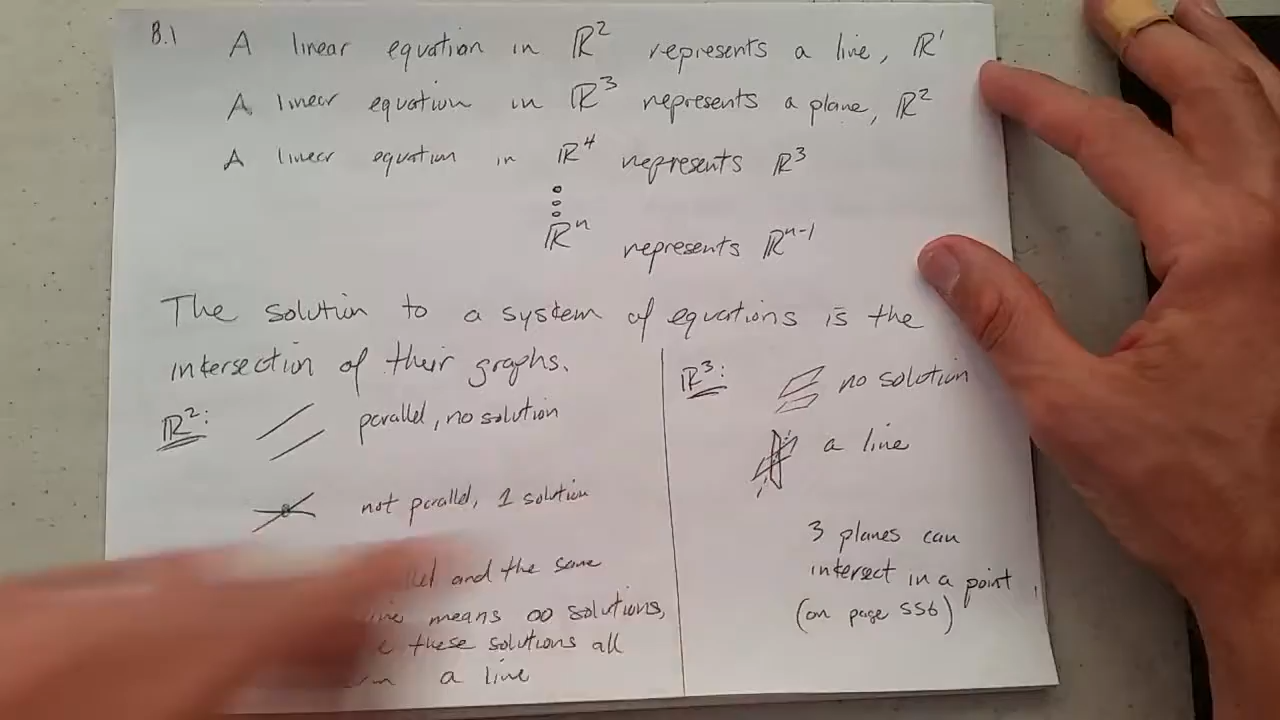 8.1 A linear equation in ℝ² represents a line, ℝ¹
A linear equation in ℝ³ represents a plane, ℝ²
A linear equation in ℝ⁴ represents ℝ³
ℝⁿ represents ℝⁿ⁻¹
The solution to a system of equations is the
intersection of their graphs.
ℝ²:
parallel, no solution
not parallel, 1 solution
and the same
means ∞ solutions,
these solutions all
a line
ℝ³:
no solution
a line
3 planes can
intersect in a point
(on page 556)